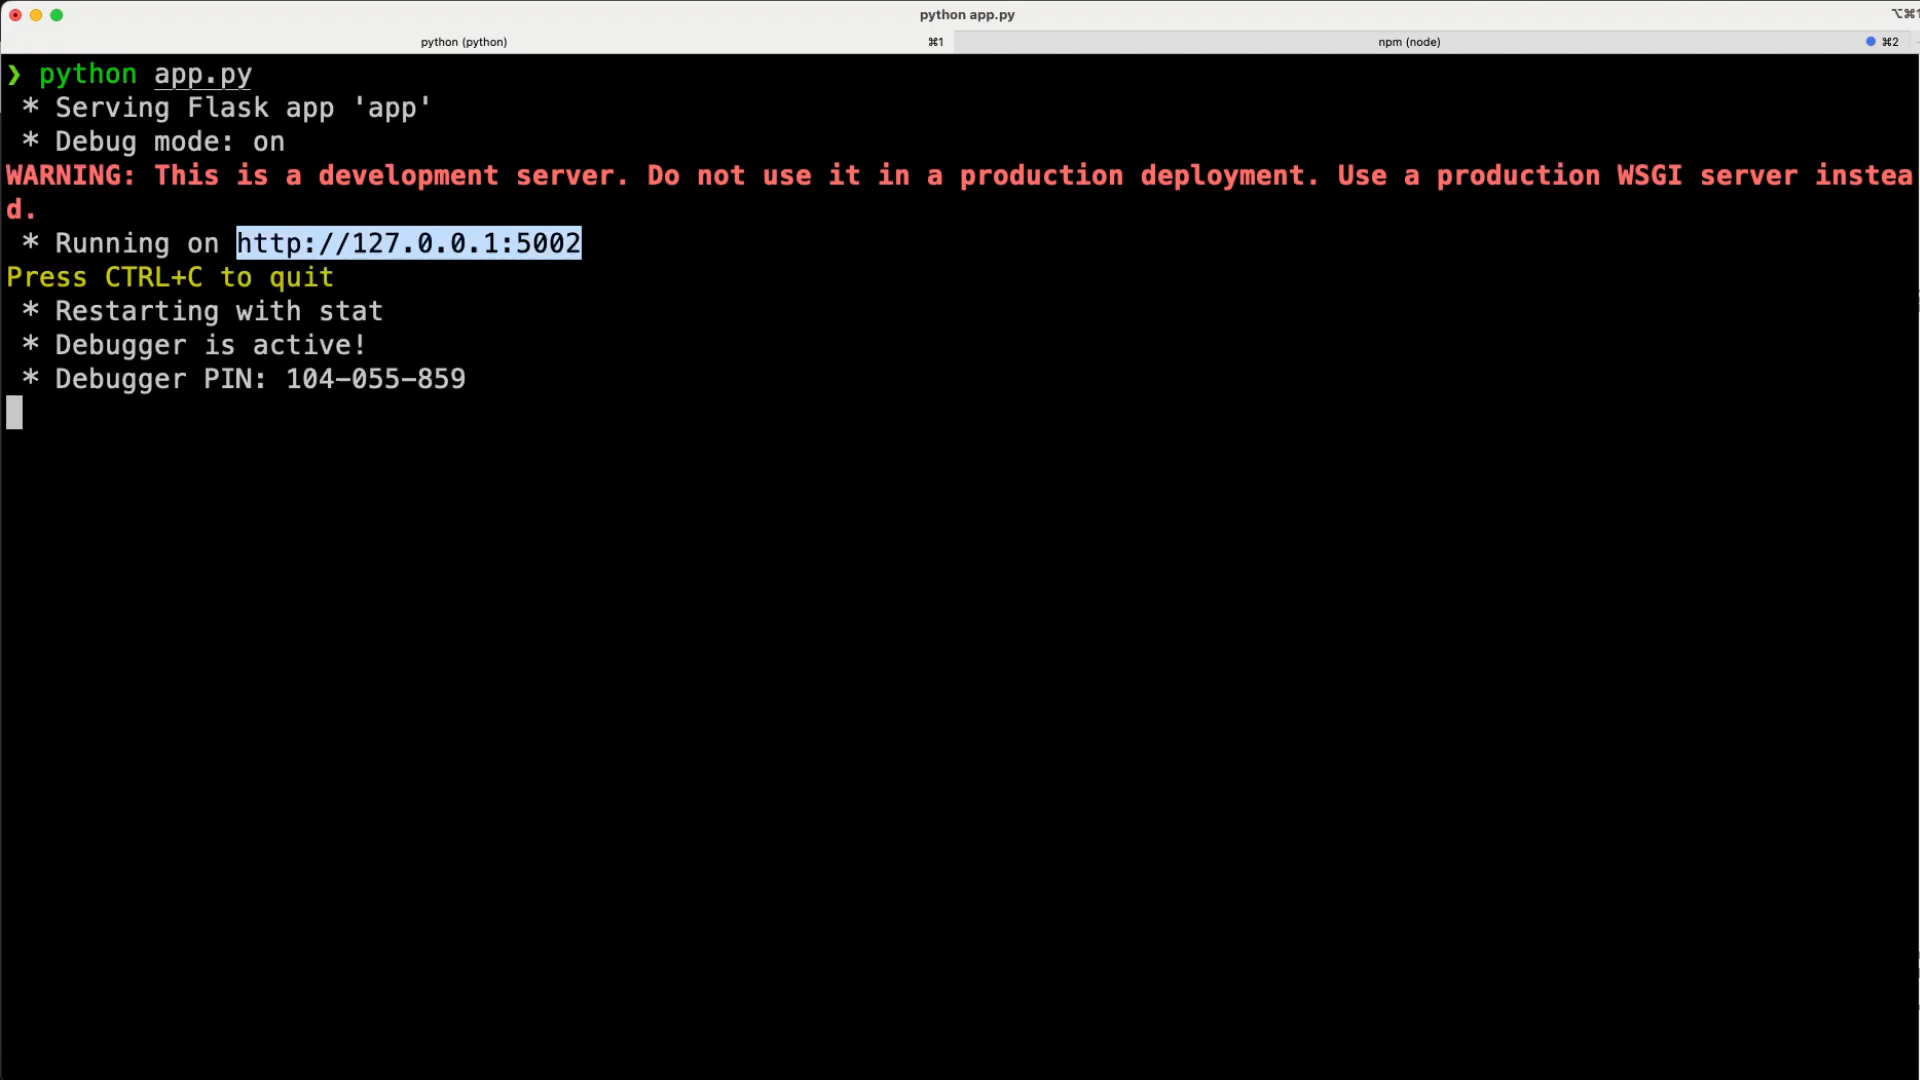 python app.py
⌥⌘1
python (python)
⌘1
npm (node)
⌘2
❯ python app.py
* Serving Flask app 'app'
* Debug mode: on
WARNING: This is a development server. Do not use it in a production deployment. Use a production WSGI server instea
d.
* Running on http://127.0.0.1:5002
Press CTRL+C to quit
* Restarting with stat
* Debugger is active!
* Debugger PIN: 104-055-859